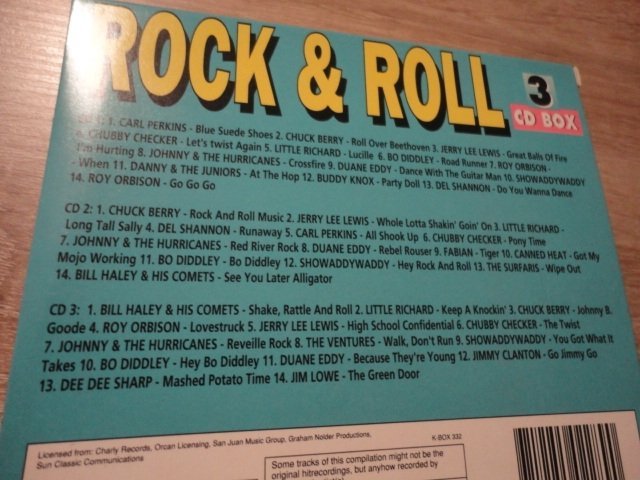 ROCK & ROLL 3
CD BOX
CD 1: 1. CARL PERKINS - Blue Suede Shoes 2. CHUCK BERRY - Roll Over Beethoven 3. JERRY LEE LEWIS - Great Balls Of Fire
4. CHUBBY CHECKER - Let's twist Again 5. LITTLE RICHARD - Lucille 6. BO DIDDLEY - Road Runner 7. ROY ORBISON -
I'm Hurting 8. JOHNNY & THE HURRICANES - Crossfire 9. DUANE EDDY - Dance With The Guitar Man 10. SHOWADDYWADDY
- When 11. DANNY & THE JUNIORS - At The Hop 12. BUDDY KNOX - Party Doll 13. DEL SHANNON - Do You Wanna Dance
14. ROY ORBISON - Go Go Go
CD 2: 1. CHUCK BERRY - Rock And Roll Music 2. JERRY LEE LEWIS - Whole Lotta Shakin' Goin' On 3. LITTLE RICHARD -
Long Tall Sally 4. DEL SHANNON - Runaway 5. CARL PERKINS - All Shook Up 6. CHUBBY CHECKER - Pony Time
7. JOHNNY & THE HURRICANES - Red River Rock 8. DUANE EDDY - Rebel Rouser 9. FABIAN - Tiger 10. CANNED HEAT - Got My
Mojo Working 11. BO DIDDLEY - Bo Diddley 12. SHOWADDYWADDY - Hey Rock And Roll 13. THE SURFARIS - Wipe Out
14. BILL HALEY & HIS COMETS - See You Later Alligator
CD 3: 1. BILL HALEY & HIS COMETS - Shake, Rattle And Roll 2. LITTLE RICHARD - Keep A Knockin' 3. CHUCK BERRY - Johnny B.
Goode 4. ROY ORBISON - Lovestruck 5. JERRY LEE LEWIS - High School Confidential 6. CHUBBY CHECKER - The Twist
7. JOHNNY & THE HURRICANES - Reveille Rock 8. THE VENTURES - Walk, Don't Run 9. SHOWADDYWADDY - You Got What It
Takes 10. BO DIDDLEY - Hey Bo Diddley 11. DUANE EDDY - Because They're Young 12. JIMMY CLANTON - Go Jimmy Go
13. DEE DEE SHARP - Mashed Potato Time 14. JIM LOWE - The Green Door
Licensed from: Charly Records, Orcan Licensing, San Juan Music Group, Graham Nolder Productions,
Sun Classic Communications
K-BOX 332
Some tracks of this compilation might not be the
original hitrecordings, but anyhow recorded by